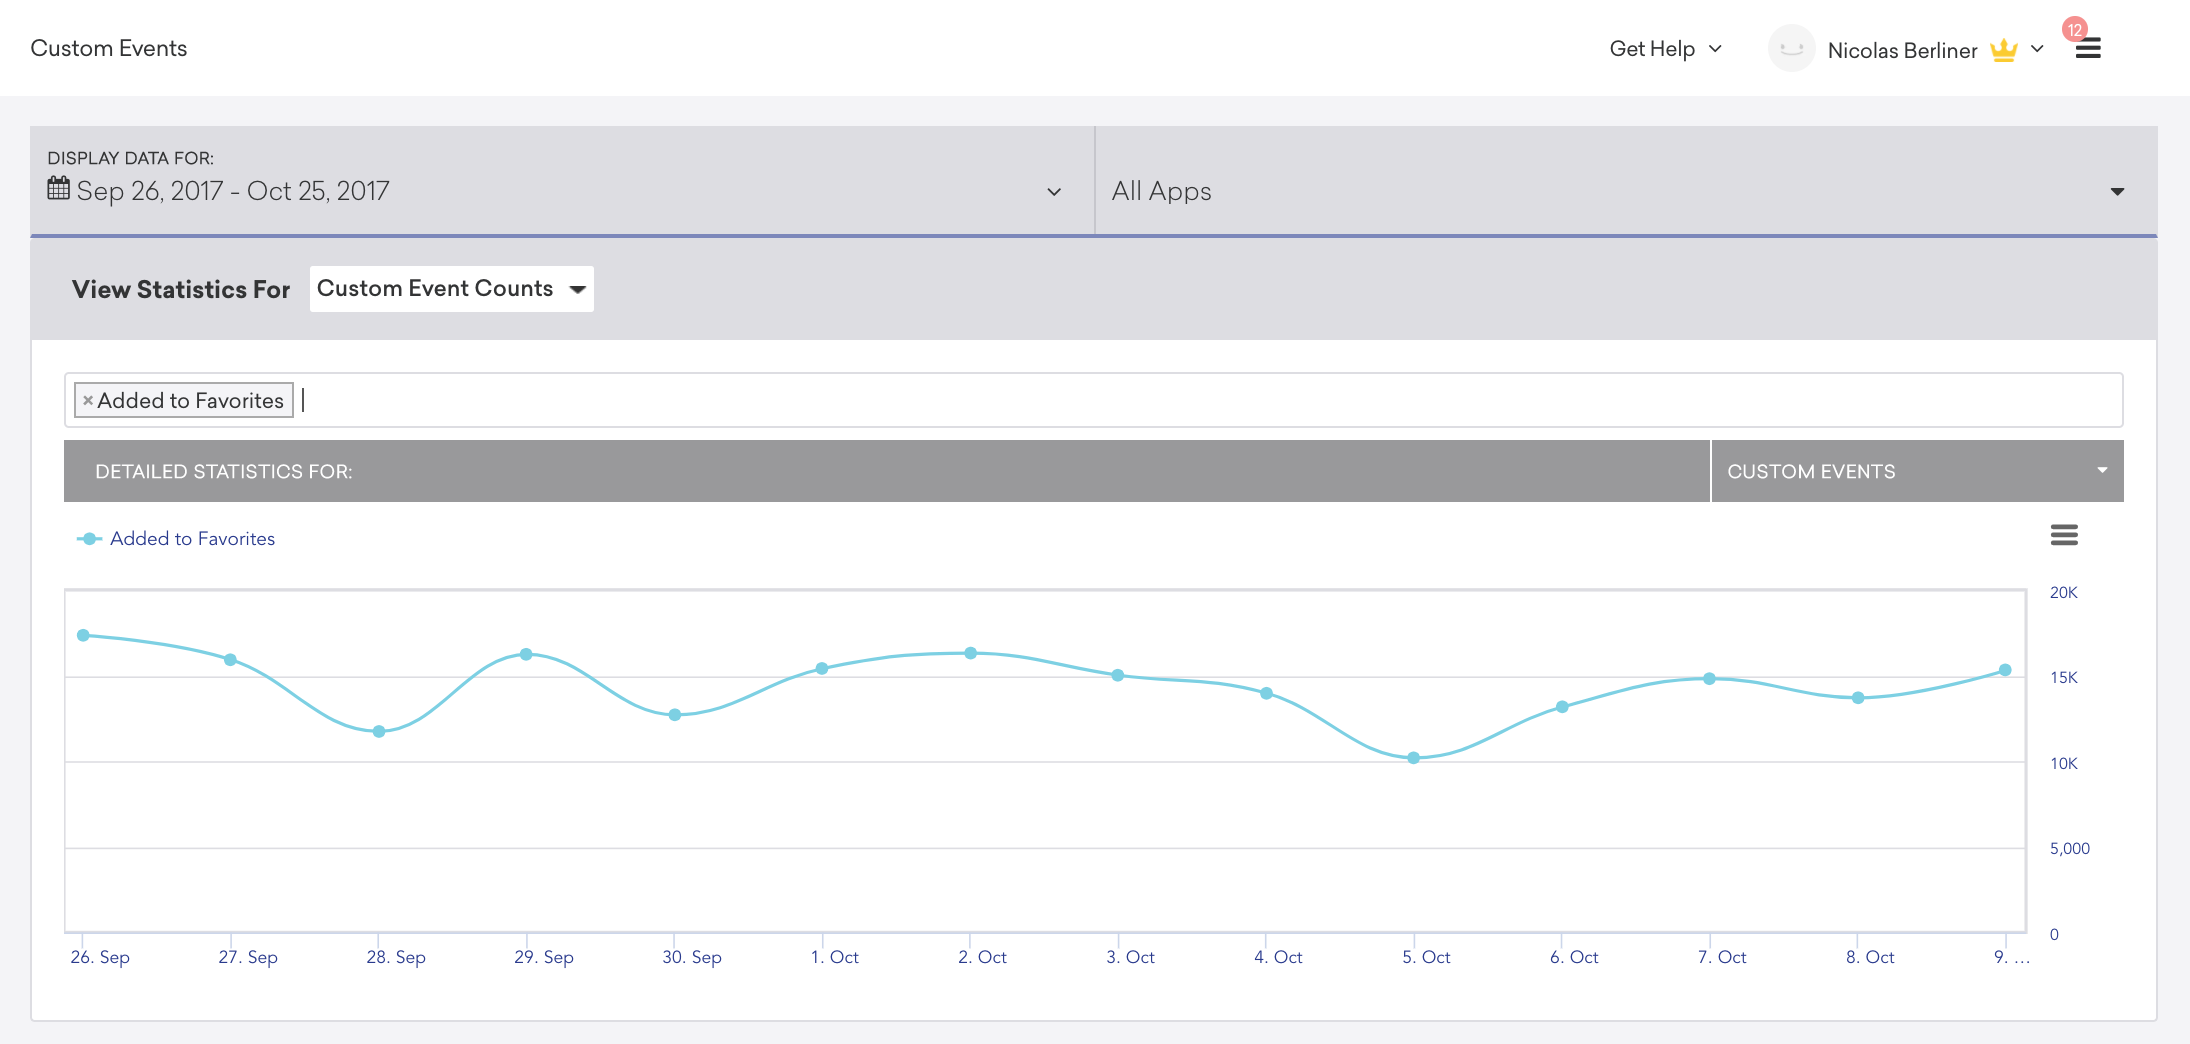 Custom Events
Get Help
Nicolas Berliner
12
DISPLAY DATA FOR:
Sep 26, 2017 - Oct 25, 2017
All Apps
View Statistics For
Custom Event Counts
× Added to Favorites
DETAILED STATISTICS FOR:
CUSTOM EVENTS
Added to Favorites
20K
15K
10K
5,000
0
26. Sep 27. Sep 28. Sep 29. Sep 30. Sep 1. Oct 2. Oct 3. Oct 4. Oct 5. Oct 6. Oct 7. Oct 8. Oct 9. …